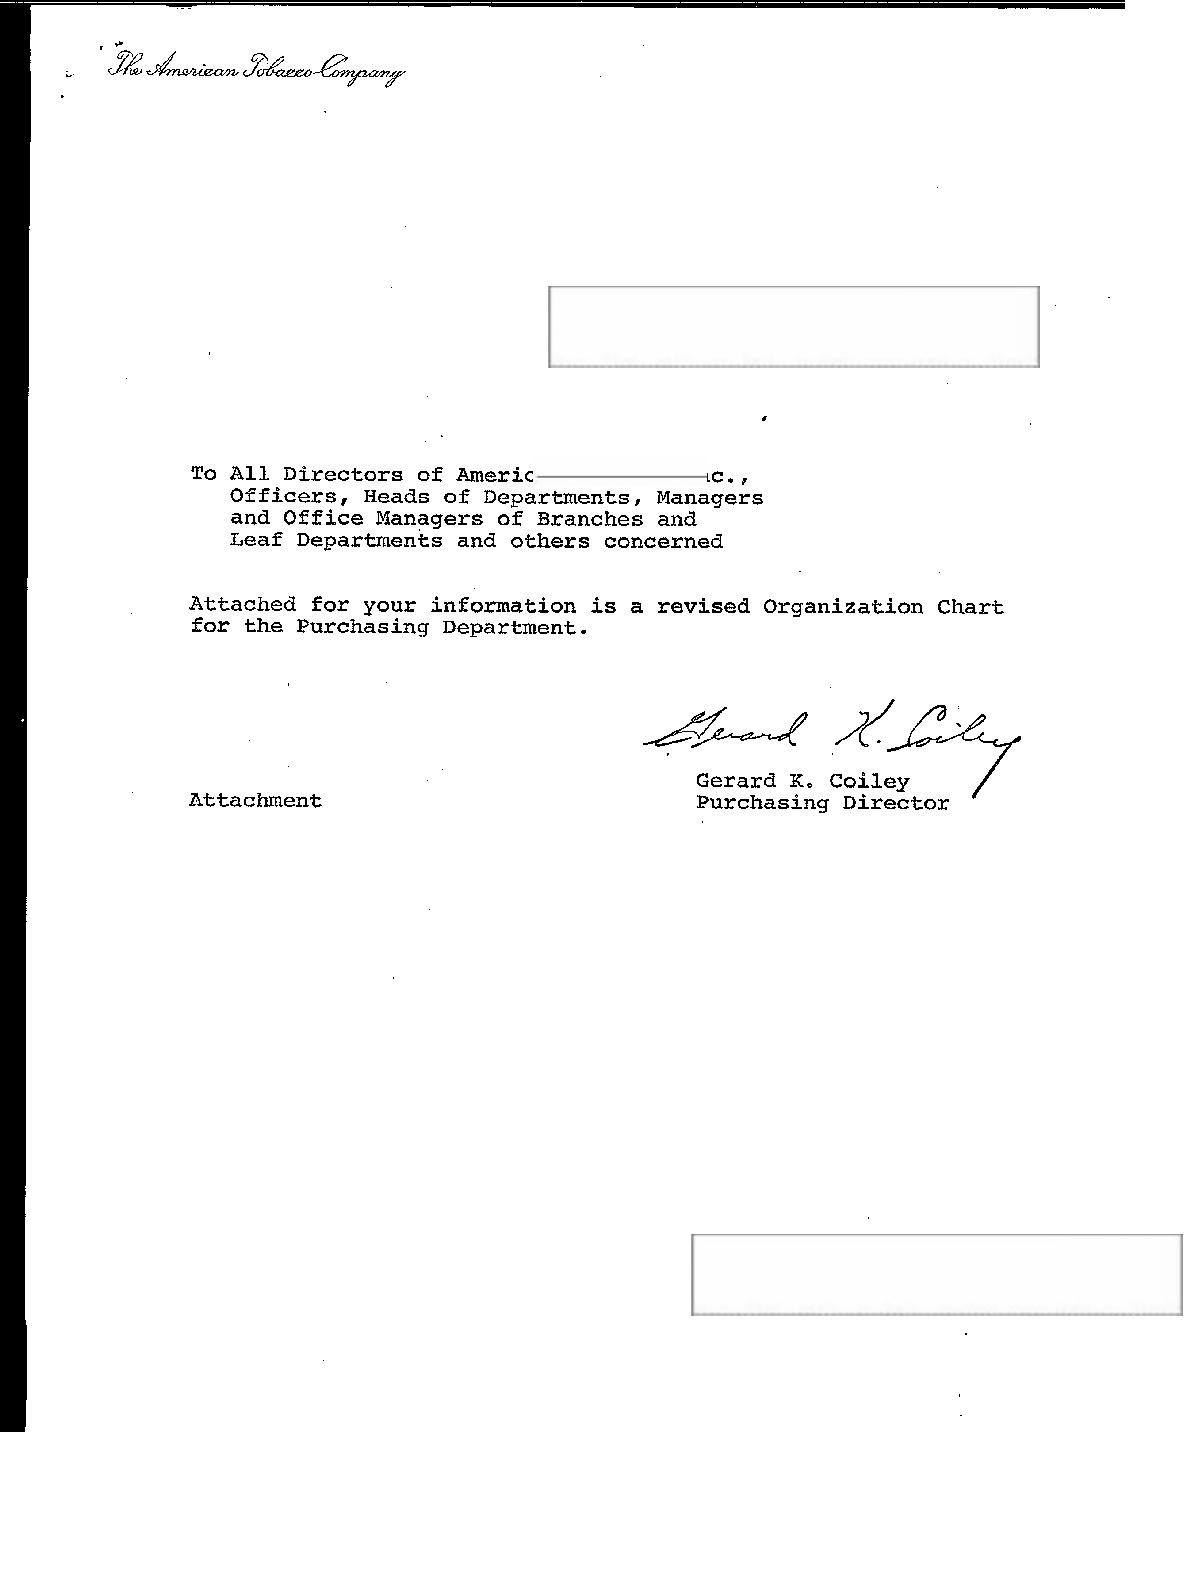 The American Tobacco Company
To All Directors of Americ c.,
Officers, Heads of Departments, Managers
and Office Managers of Branches and
Leaf Departments and others concerned
Attached for your information is a revised Organization Chart
for the Purchasing Department.
Gerard K. Coiley
Gerard K. Coiley
Attachment
Purchasing Director